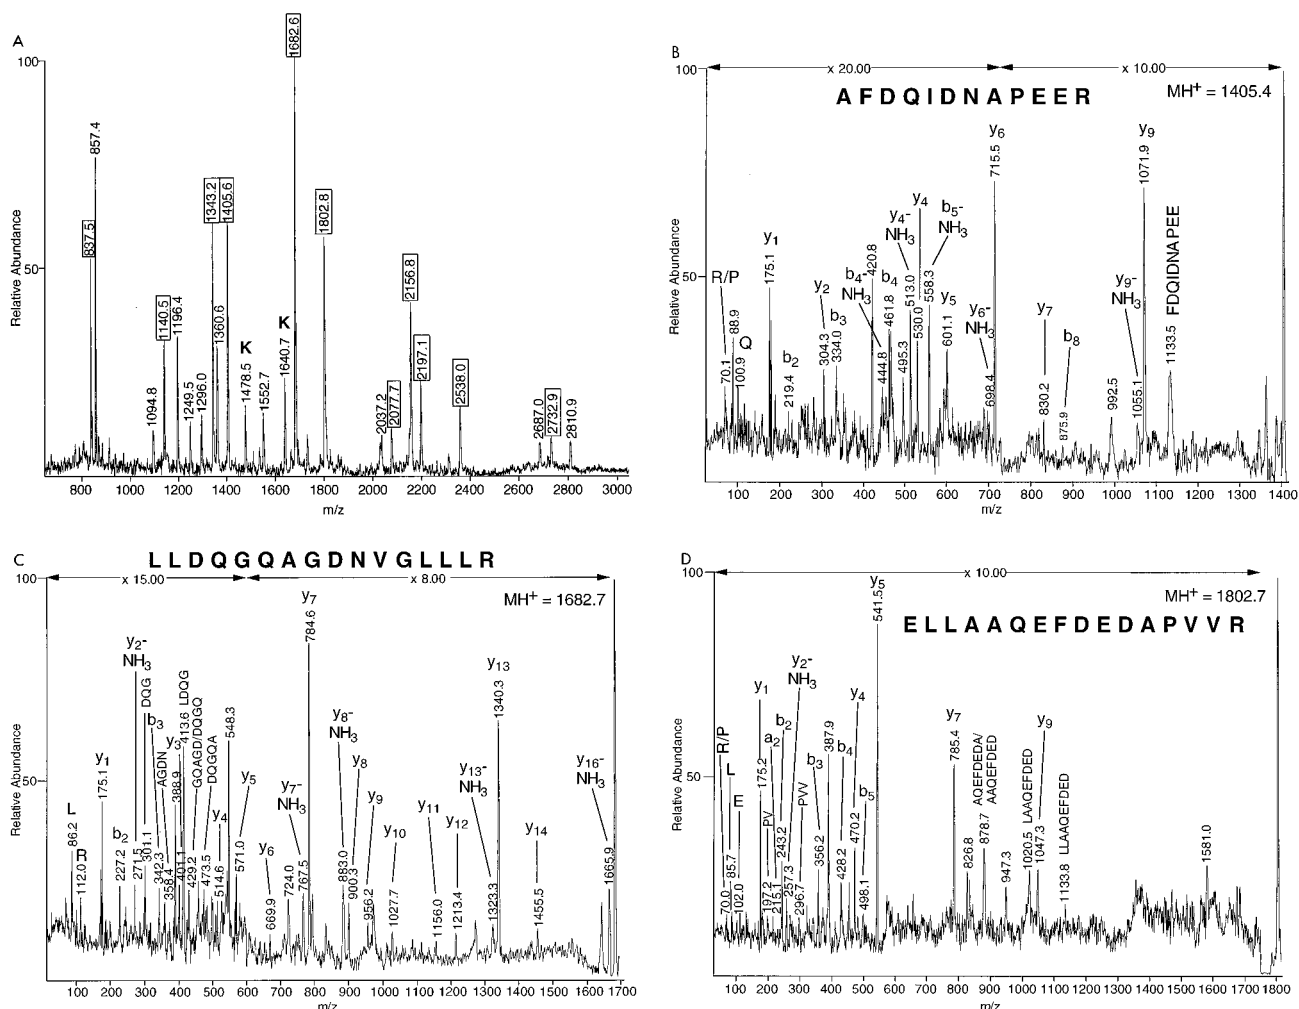 A
100
50
Relative Abundance
837.5
857.4
1094.8
1140.5
1196.4
1249.5
1296.0
1343.2
1360.6
1405.6
K
1478.5
1552.7
K
1640.7
1682.6
1802.8
2037.2
2077.7
2156.8
2197.1
2538.0
2687.0
2732.9
2810.9
800 1000 1200 1400 1600 1800 2000 2200 2400 2600 2800 3000
m/z
B
100
50
Relative Abundance
x 20.00 x 10.00
A F D Q I D N A P E E R
MH+ = 1405.4
R/P
70.1
88.9
Q
100.9
y1
175.1
b2
219.4
y2
304.3
b3
334.0
b4-
NH3
420.8
444.8
b4
461.8
495.3
y4-
NH3
513.0
y4
530.0
b5-
NH3
558.3
y5
601.1
y6-
NH3
698.4
y6
715.5
y7
830.2
b8
875.9
992.5
y9-
NH3
1055.1
y9
1071.9
1133.5 FDQIDNAPEE
100 200 300 400 500 600 700 800 900 1000 1100 1200 1300 1400
m/z
C
L L D Q G Q A G D N V G L L L R
100
50
Relative Abundance
x 15.00 x 8.00
MH+ = 1682.7
L
86.2
R
112.0
y1
175.1
b2
227.2
y2-
NH3
271.5
301.1 DQG
b3
342.3
358.4 AGDN
y3
388.9
401.1
413.6 LDQG
429.2 GQAGD/DQGQ
473.5 DQGQA
y4
514.6
548.3
y5
571.0
y6
669.9
724.0
y7-
NH3
767.5
y7
784.6
y8-
NH3
883.0
y8
900.3
y9
956.2
y10
1027.7
y11
1156.0
y12
1213.4
y13-
NH3
1323.3
y13
1340.3
y14
1455.5
y16-
NH3
1665.9
100 200 300 400 500 600 700 800 900 1000 1100 1200 1300 1400 1500 1600 1700
m/z
D
100
50
Relative Abundance
x 10.00
MH+ = 1802.7
E L L A A Q E F D E D A P V V R
R/P
70.0
L
85.7
E
102.0
y1
175.2
197.2 PV
a2
215.1
b2
243.2
y2-
NH3
257.3
296.7 PVV
b3
356.2
387.9
b4
428.2
y4
470.2
b5
498.1
y5
541.5
y7
785.4
826.8
878.7 AQEFDEDA/
AAQEFDED
947.3
1020.5 LAAQEFDED
y9
1047.3
1133.8 LLAAQEFDED
1581.0
100 200 300 400 500 600 700 800 900 1000 1100 1200 1300 1400 1500 1600 1700 1800
m/z